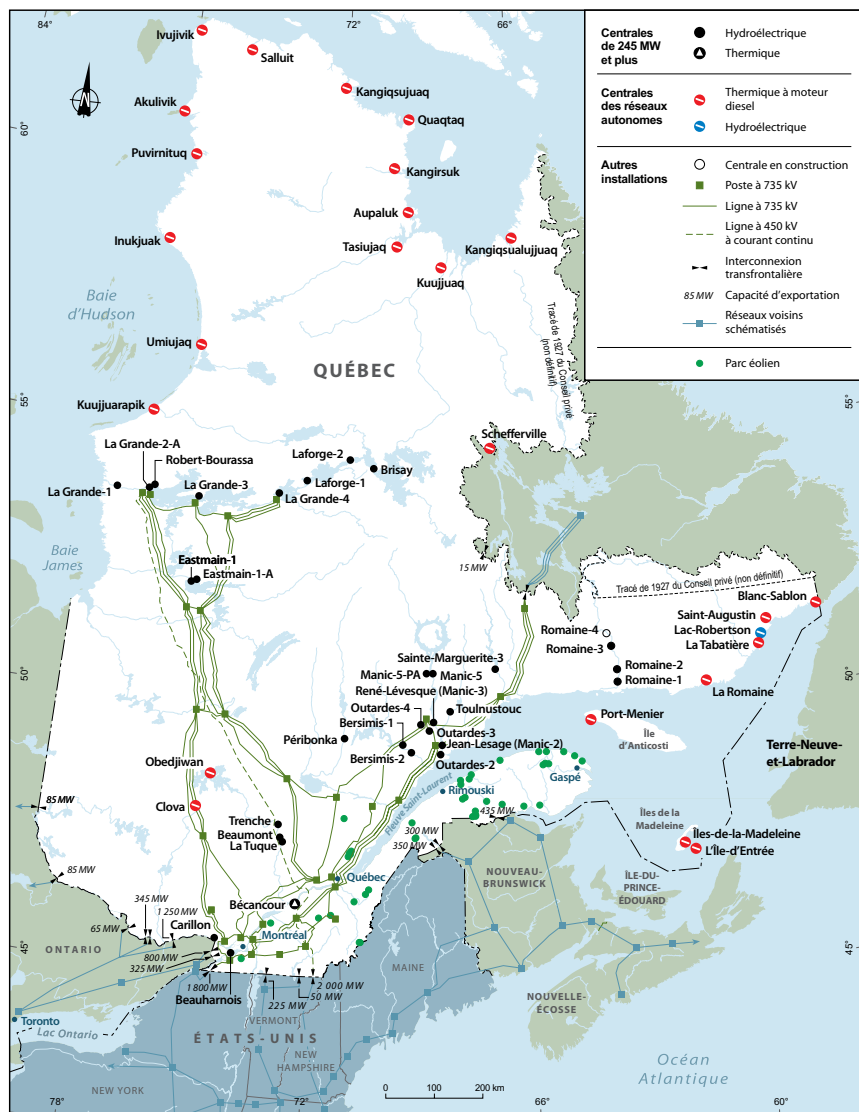 84°
72°
66°
Ivujivik
Salluit
Kangiqsujuaq
Akulivik
Quaqtaq
60°
Puvirnituq
Kangirsuk
Aupaluk
Inukjuak
Tasiujaq
Kangiqsualujjuaq
Kuujjuaq
Baie
d'Hudson
Tracé de 1927 du Conseil privé
(non définitif)
Umiujaq
QUÉBEC
55°
55°
Kuujjuarapik
Centrales
de 245 MW
et plus
Hydroélectrique
Thermique
Centrales
des réseaux
autonomes
Thermique à moteur
diesel
Hydroélectrique
Autres
installations
Centrale en construction
Poste à 735 kV
Ligne à 735 kV
Ligne à 450 kV
à courant continu
Interconnexion
transfrontalière
85 MW
Capacité d'exportation
Réseaux voisins
schématisés
Parc éolien
La Grande-2-A
Robert-Bourassa
La Grande-1
La Grande-3
Laforge-2
Laforge-1
La Grande-4
Brisay
Schefferville
Baie
James
Eastmain-1
Eastmain-1-A
15 MW
Tracé de 1927 du Conseil privé (non définitif)
Blanc-Sablon
Saint-Augustin
Lac-Robertson
La Tabatière
Romaine-4
Romaine-3
Romaine-2
Romaine-1
La Romaine
50°
50°
Sainte-Marguerite-3
Manic-5-PA
Manic-5
René-Lévesque (Manic-3)
Outardes-4
Toulnustouc
Bersimis-1
Outardes-3
Péribonka
Jean-Lesage (Manic-2)
Bersimis-2
Outardes-2
Port-Menier
Île
d'Anticosti
Terre-Neuve-
et-Labrador
Obedjiwan
Clova
Fleuve Saint-Laurent
Gaspé
Rimouski
85 MW
435 MW
Îles de la
Madeleine
Îles-de-la-Madeleine
L'Île-d'Entrée
Trenche
Beaumont
La Tuque
300 MW
350 MW
85 MW
NOUVEAU-
BRUNSWICK
ÎLE-DU-
PRINCE-
ÉDOUARD
Québec
Bécancour
345 MW
1 250 MW
65 MW
Carillon
Montréal
45°
45°
ONTARIO
800 MW
325 MW
1 800 MW
Beauharnois
2 000 MW
50 MW
225 MW
MAINE
NOUVELLE-
ÉCOSSE
Toronto
Lac Ontario
VERMONT
ÉTATS-UNIS
NEW
HAMPSHIRE
NEW YORK
Océan
Atlantique
0 100 200 km
78°
72°
66°
60°